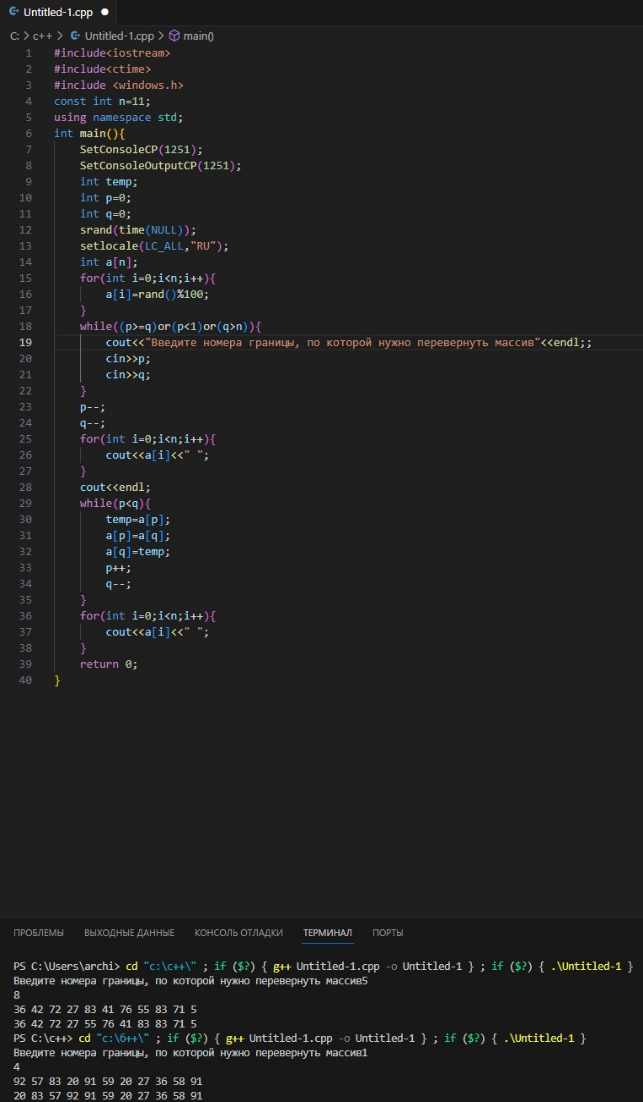 Untitled-1.cpp
C: > c++ > Untitled-1.cpp > main()
1 #include<iostream>
2 #include<ctime>
3 #include <windows.h>
4 const int n=11;
5 using namespace std;
6 int main(){
7 SetConsoleCP(1251);
8 SetConsoleOutputCP(1251);
9 int temp;
10 int p=0;
11 int q=0;
12 srand(time(NULL));
13 setlocale(LC_ALL,"RU");
14 int a[n];
15 for(int i=0;i<n;i++){
16 a[i]=rand()%100;
17 }
18 while((p>=q)or(p<1)or(q>n)){
19 cout<<"Введите номера границы, по которой нужно перевернуть массив"<<endl;;
20 cin>>p;
21 cin>>q;
22 }
23 p--;
24 q--;
25 for(int i=0;i<n;i++){
26 cout<<a[i]<<" ";
27 }
28 cout<<endl;
29 while(p<q){
30 temp=a[p];
31 a[p]=a[q];
32 a[q]=temp;
33 p++;
34 q--;
35 }
36 for(int i=0;i<n;i++){
37 cout<<a[i]<<" ";
38 }
39 return 0;
40 }
ПРОБЛЕМЫ ВЫХОДНЫЕ ДАННЫЕ КОНСОЛЬ ОТЛАДКИ ТЕРМИНАЛ ПОРТЫ
PS C:\Users\archi> cd "c:\c++\" ; if ($?) { g++ Untitled-1.cpp -o Untitled-1 } ; if ($?) { .\Untitled-1 }
Введите номера границы, по которой нужно перевернуть массив5
8
36 42 72 27 83 41 76 55 83 71 5
36 42 72 27 55 76 41 83 83 71 5
PS C:\c++> cd "c:\б++\" ; if ($?) { g++ Untitled-1.cpp -o Untitled-1 } ; if ($?) { .\Untitled-1 }
Введите номера границы, по которой нужно перевернуть массив1
4
92 57 83 20 91 59 20 27 36 58 91
20 83 57 92 91 59 20 27 36 58 91